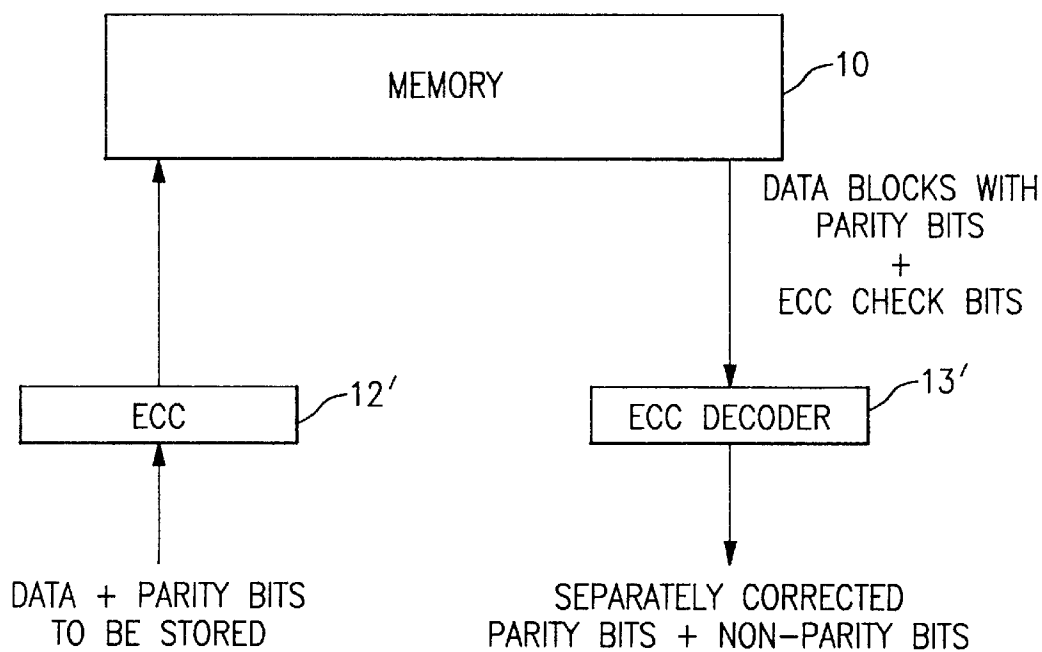 MEMORY
10
DATA BLOCKS WITH
PARITY BITS
+
ECC CHECK BITS
ECC
12'
ECC DECODER
13'
DATA + PARITY BITS
TO BE STORED
SEPARATELY CORRECTED
PARITY BITS + NON-PARITY BITS